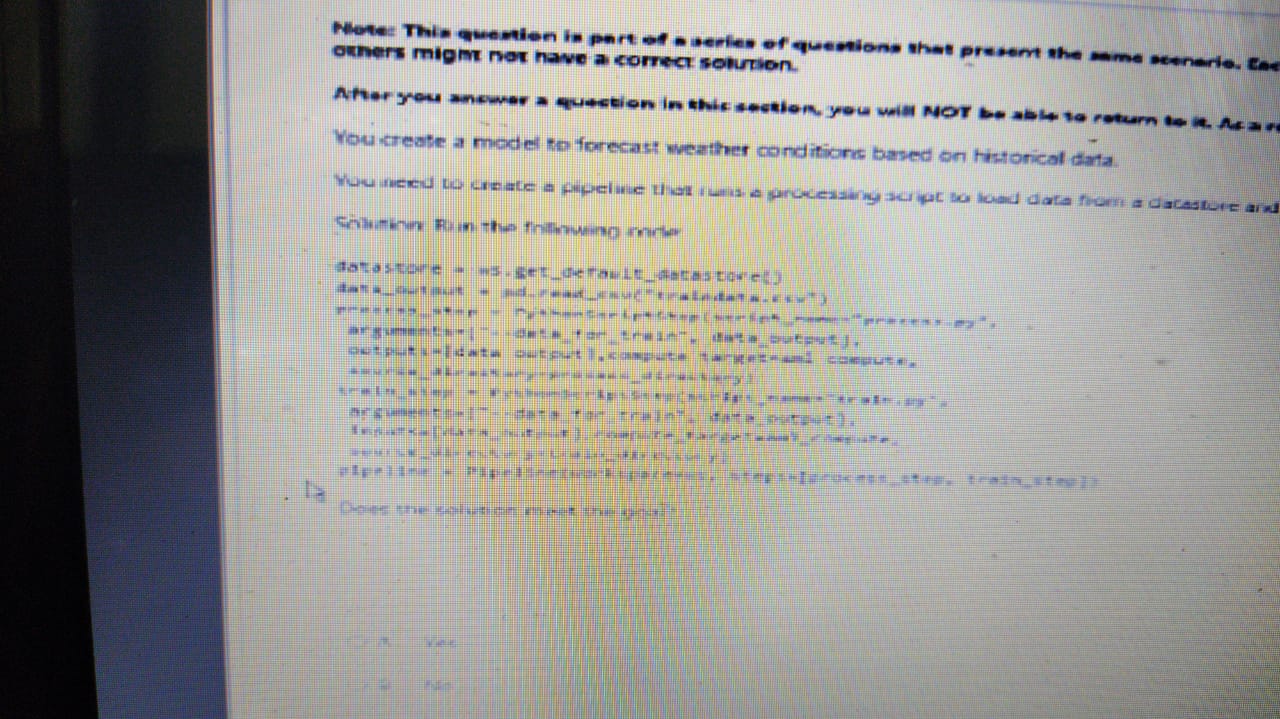 Note: This question is part of a series of questions that present the same scenario.
others might not have a correct solution.
After you answer a question in this section, you will NOT be able to return to it. As a
You create a model to forecast weather conditions based on historical data.
You need to create a pipeline that runs a processing script to load data from a datastore and
Solution: Run the following code:
datastore = ws.get_default_datastore()
data_output = pd.read_csv("traindata.csv")
process_step = PythonScriptStep(script_name="process.py",
arguments=["--data_for_train", data_output],
outputs=[data_output],compute_target=aml_compute,
source_directory=process_directory)
train_step = PythonScriptStep(script_name="train.py",
arguments=["--data_for_train", data_output],
inputs=[data_output],compute_target=aml_compute,
source_directory=train_directory)
pipeline = Pipeline(workspace=ws, steps=[process_step, train_step])
Does the solution meet the goal?
A. Yes
B. No